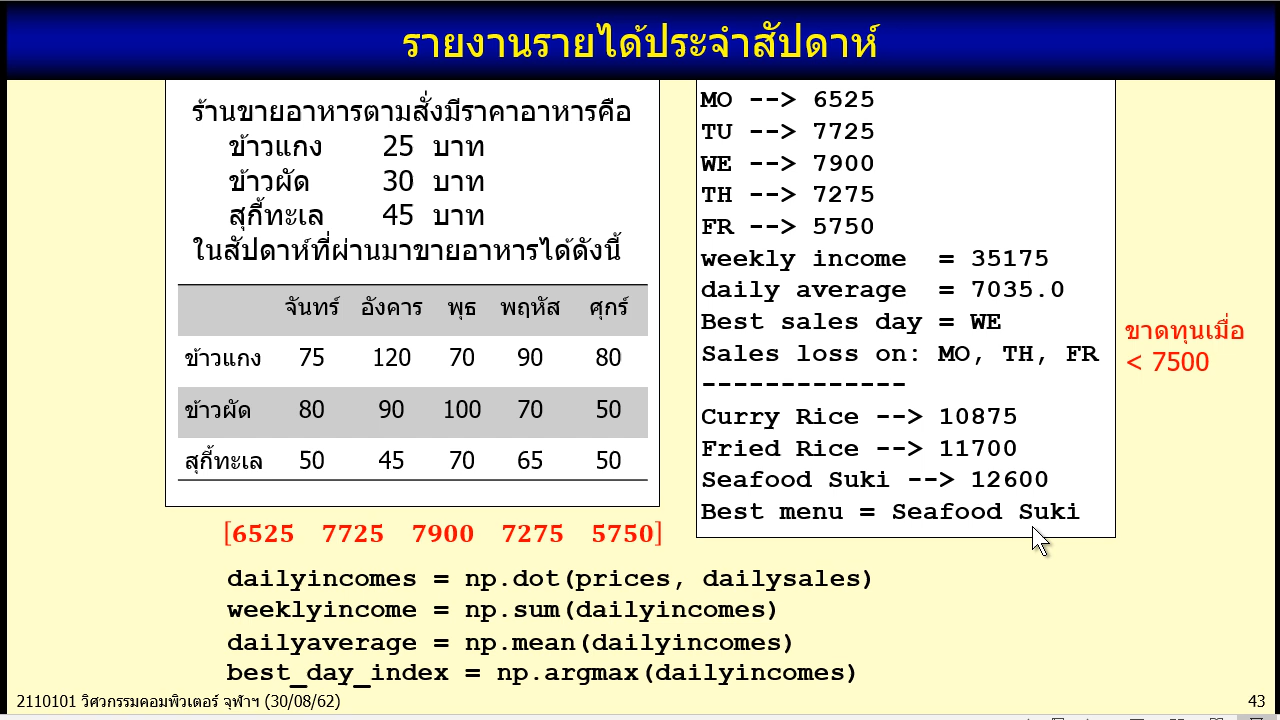 รายงานรายได้ประจำสัปดาห์
ร้านขายอาหารตามสั่งมีราคาอาหารคือ
ข้าวแกง 25 บาท
ข้าวผัด 30 บาท
สุกี้ทะเล 45 บาท
ในสัปดาห์ที่ผ่านมาขายอาหารได้ดังนี้
จันทร์ อังคาร พุธ พฤหัส ศุกร์
ข้าวแกง 75 120 70 90 80
ข้าวผัด 80 90 100 70 50
สุกี้ทะเล 50 45 70 65 50
MO --> 6525
TU --> 7725
WE --> 7900
TH --> 7275
FR --> 5750
weekly income = 35175
daily average = 7035.0
Best sales day = WE
Sales loss on: MO, TH, FR
-------------
Curry Rice --> 10875
Fried Rice --> 11700
Seafood Suki --> 12600
Best menu = Seafood Suki
ขาดทุนเมื่อ
< 7500
[6525 7725 7900 7275 5750]
dailyincomes = np.dot(prices, dailysales)
weeklyincome = np.sum(dailyincomes)
dailyaverage = np.mean(dailyincomes)
best_day_index = np.argmax(dailyincomes)
2110101 วิศวกรรมคอมพิวเตอร์ จุฬาฯ (30/08/62)
43